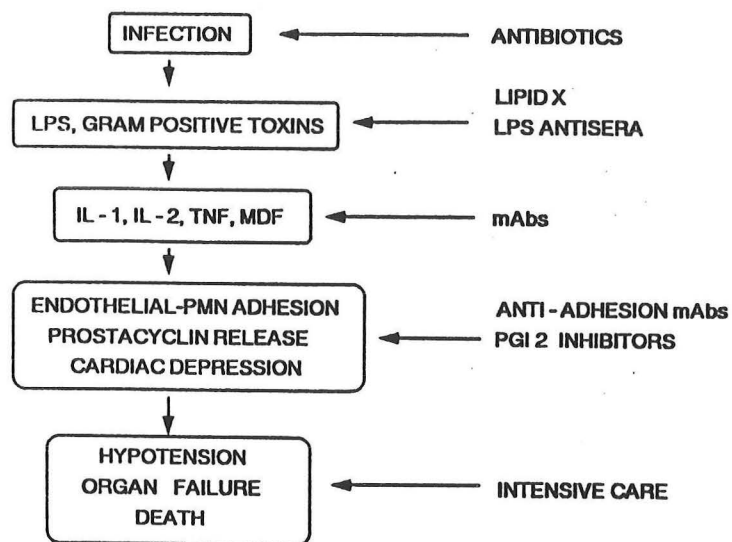 INFECTION
ANTIBIOTICS
LPS, GRAM POSITIVE TOXINS
LIPID X
LPS ANTISERA
IL - 1, IL - 2, TNF, MDF
mAbs
ENDOTHELIAL-PMN ADHESION
PROSTACYCLIN RELEASE
CARDIAC DEPRESSION
ANTI - ADHESION mAbs
PGI 2 INHIBITORS
HYPOTENSION
ORGAN FAILURE
DEATH
INTENSIVE CARE